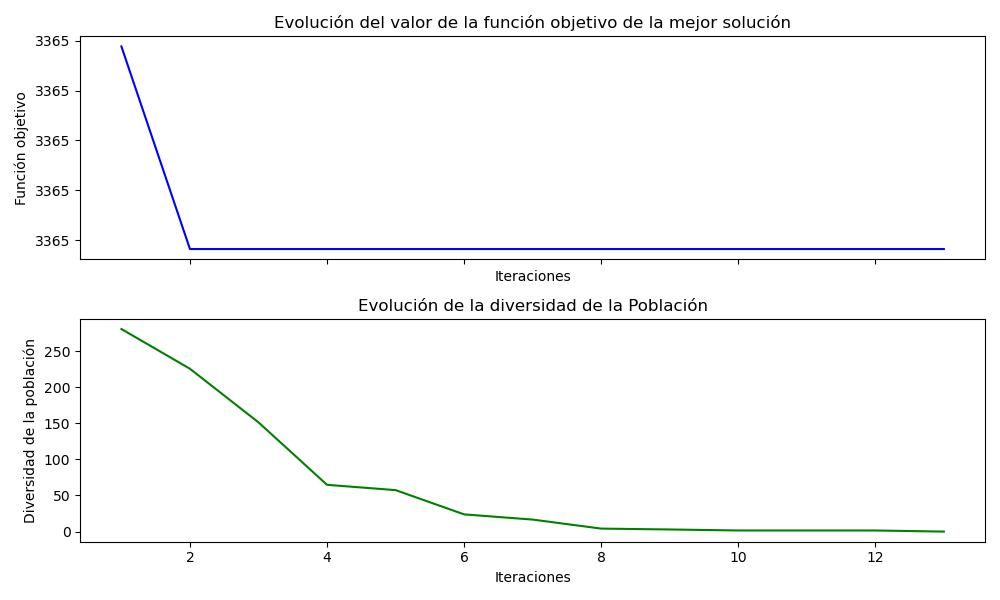 Evolución del valor de la función objetivo de la mejor solución
3365
3365
3365
3365
3365
Función objetivo
Iteraciones
Evolución de la diversidad de la Población
250
200
150
100
50
0
Diversidad de la población
2 4 6 8 10 12
Iteraciones